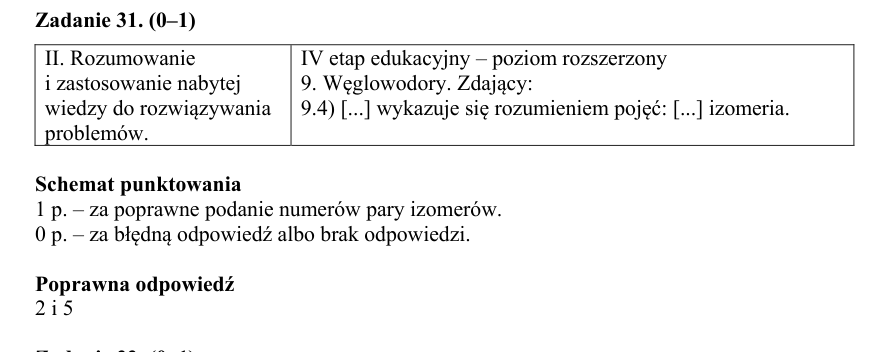 Zadanie 31. (0–1)
II. Rozumowanie
i zastosowanie nabytej
wiedzy do rozwiązywania
problemów.
IV etap edukacyjny – poziom rozszerzony
9. Węglowodory. Zdający:
9.4) [...] wykazuje się rozumieniem pojęć: [...] izomeria.
Schemat punktowania
1 p. – za poprawne podanie numerów pary izomerów.
0 p. – za błędną odpowiedź albo brak odpowiedzi.
Poprawna odpowiedź
2 i 5